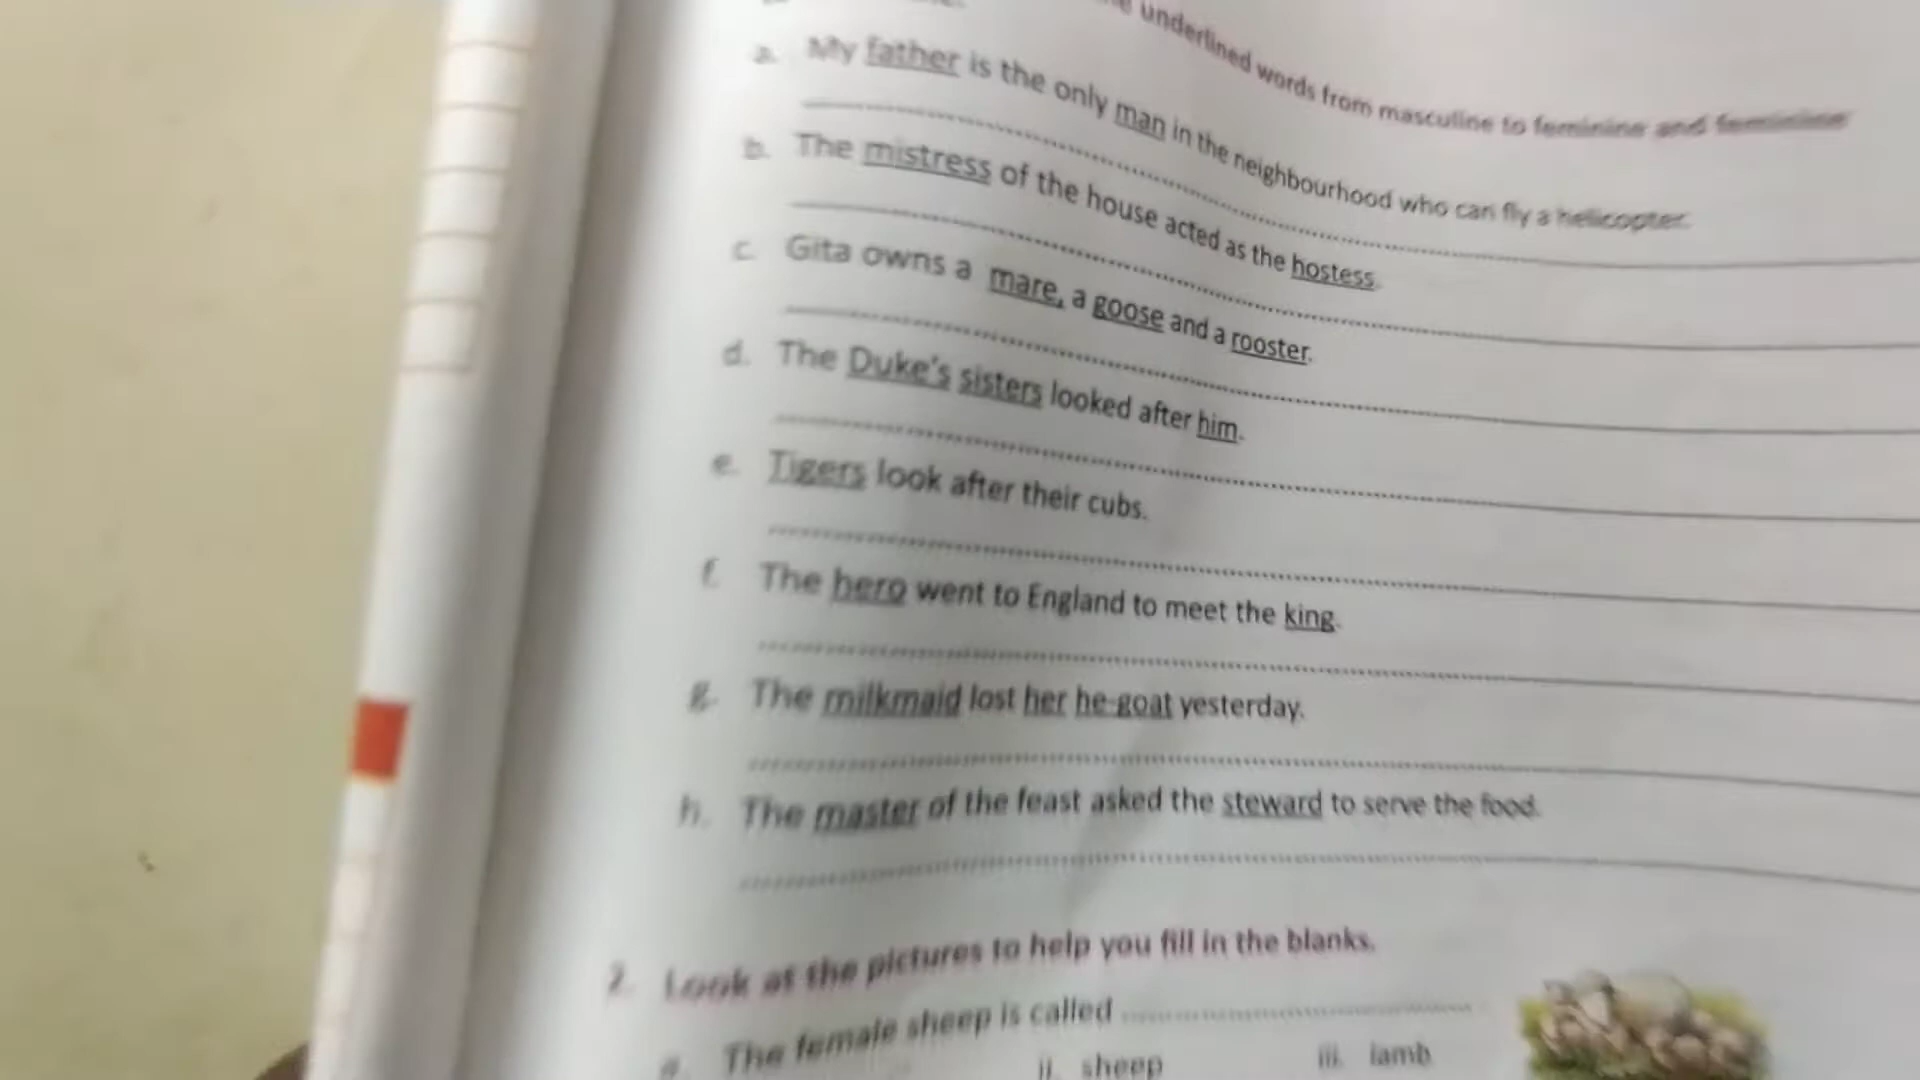 underlined words from masculine to feminine and feminine
a. My father is the only man in the neighbourhood who can fly a helicopter.
b. The mistress of the house acted as the hostess.
c. Gita owns a mare, a goose and a rooster.
d. The Duke's sisters looked after him.
e. Tigers look after their cubs.
f. The hero went to England to meet the king.
g. The milkmaid lost her he-goat yesterday.
h. The master of the feast asked the steward to serve the food.
2. Look at the pictures to help you fill in the blanks.
a. The female sheep is called
ii. sheep iii. lamb